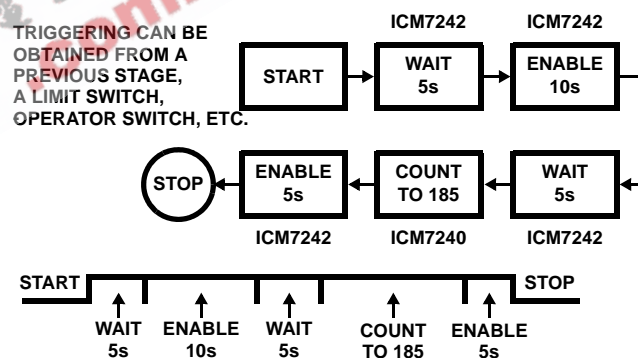 TRIGGERING CAN BE
OBTAINED FROM A
PREVIOUS STAGE,
A LIMIT SWITCH,
OPERATOR SWITCH, ETC.
ICM7242
ICM7242
START
WAIT
5s
ENABLE
10s
STOP
ENABLE
5s
COUNT
TO 185
WAIT
5s
ICM7242
ICM7240
ICM7242
START
STOP
WAIT
5s
ENABLE
10s
WAIT
5s
COUNT
TO 185
ENABLE
5s